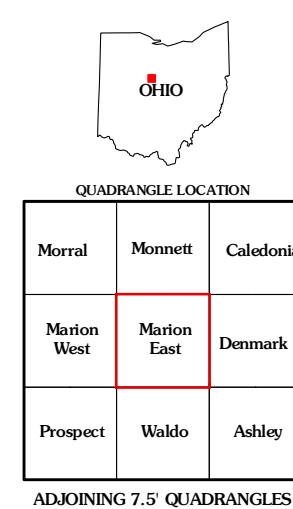 OHIO
QUADRANGLE LOCATION
Morral Monnett Caledonia
Marion Marion Denmark
West East
Prospect Waldo Ashley
ADJOINING 7.5' QUADRANGLES